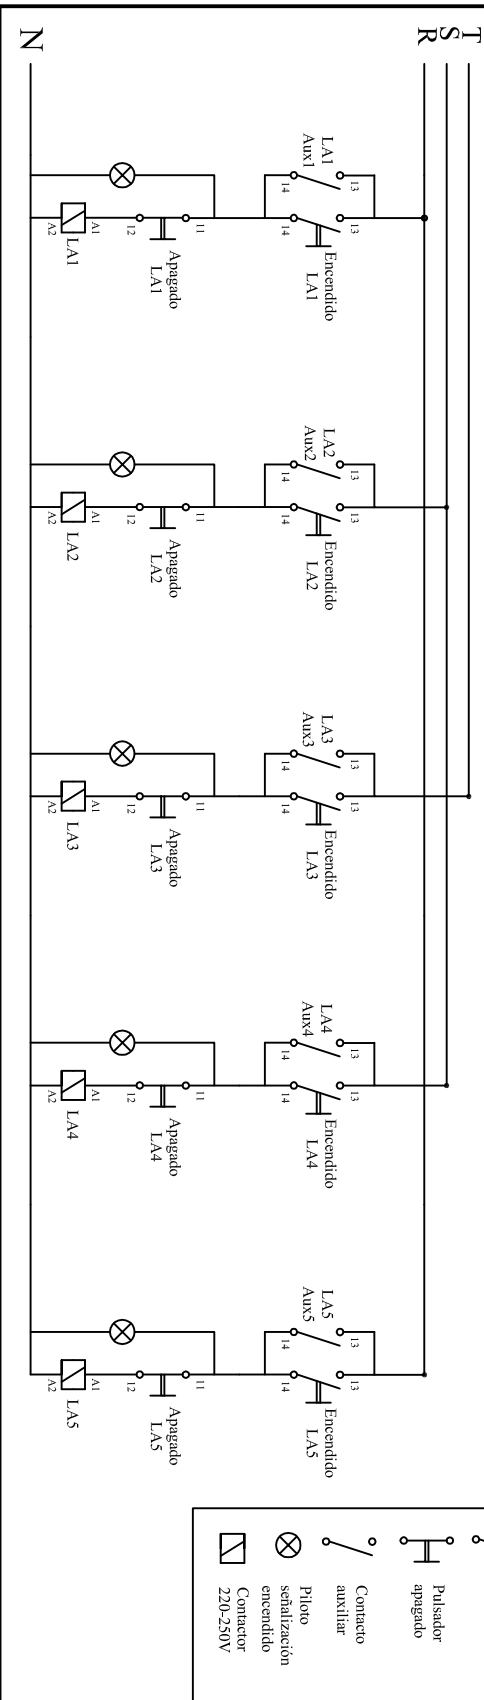 T
S
R
N
LA1
Aux1
13
14
13
14
Encendido
LA1
11
12
Apagado
LA1
A1
A2
LA1
LA2
Aux2
13
14
13
14
Encendido
LA2
11
12
Apagado
LA2
A1
A2
LA2
LA3
Aux3
13
14
13
14
Encendido
LA3
11
12
Apagado
LA3
A1
A2
LA3
LA4
Aux4
13
14
13
14
Encendido
LA4
11
12
Apagado
LA4
A1
A2
LA4
LA5
Aux5
13
14
13
14
Encendido
LA5
11
12
Apagado
LA5
A1
A2
LA5
Pulsador
apagado
Contacto
auxiliar
Piloto
señalización
encendido
Contactor
220-250V